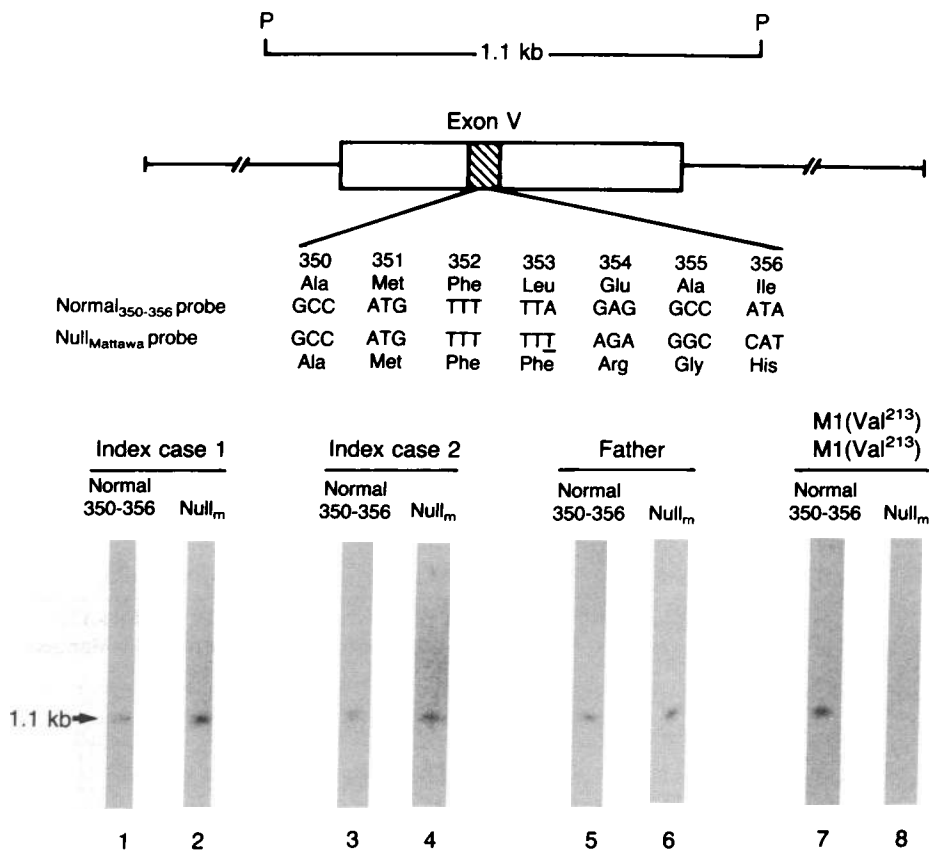 P P
1.1 kb
Exon V
350 351 352 353 354 355 356
Ala Met Phe Leu Glu Ala Ile
Normal350-356 probe GCC ATG TTT TTA GAG GCC ATA
NullMattawa probe GCC ATG TTT TTT AGA GGC CAT
Ala Met Phe Phe Arg Gly His
Index case 1 Index case 2 Father M1(Val213) M1(Val213)
Normal 350-356 Nullm Normal 350-356 Nullm Normal 350-356 Nullm Normal 350-356 Nullm
1.1 kb
1 2 3 4 5 6 7 8